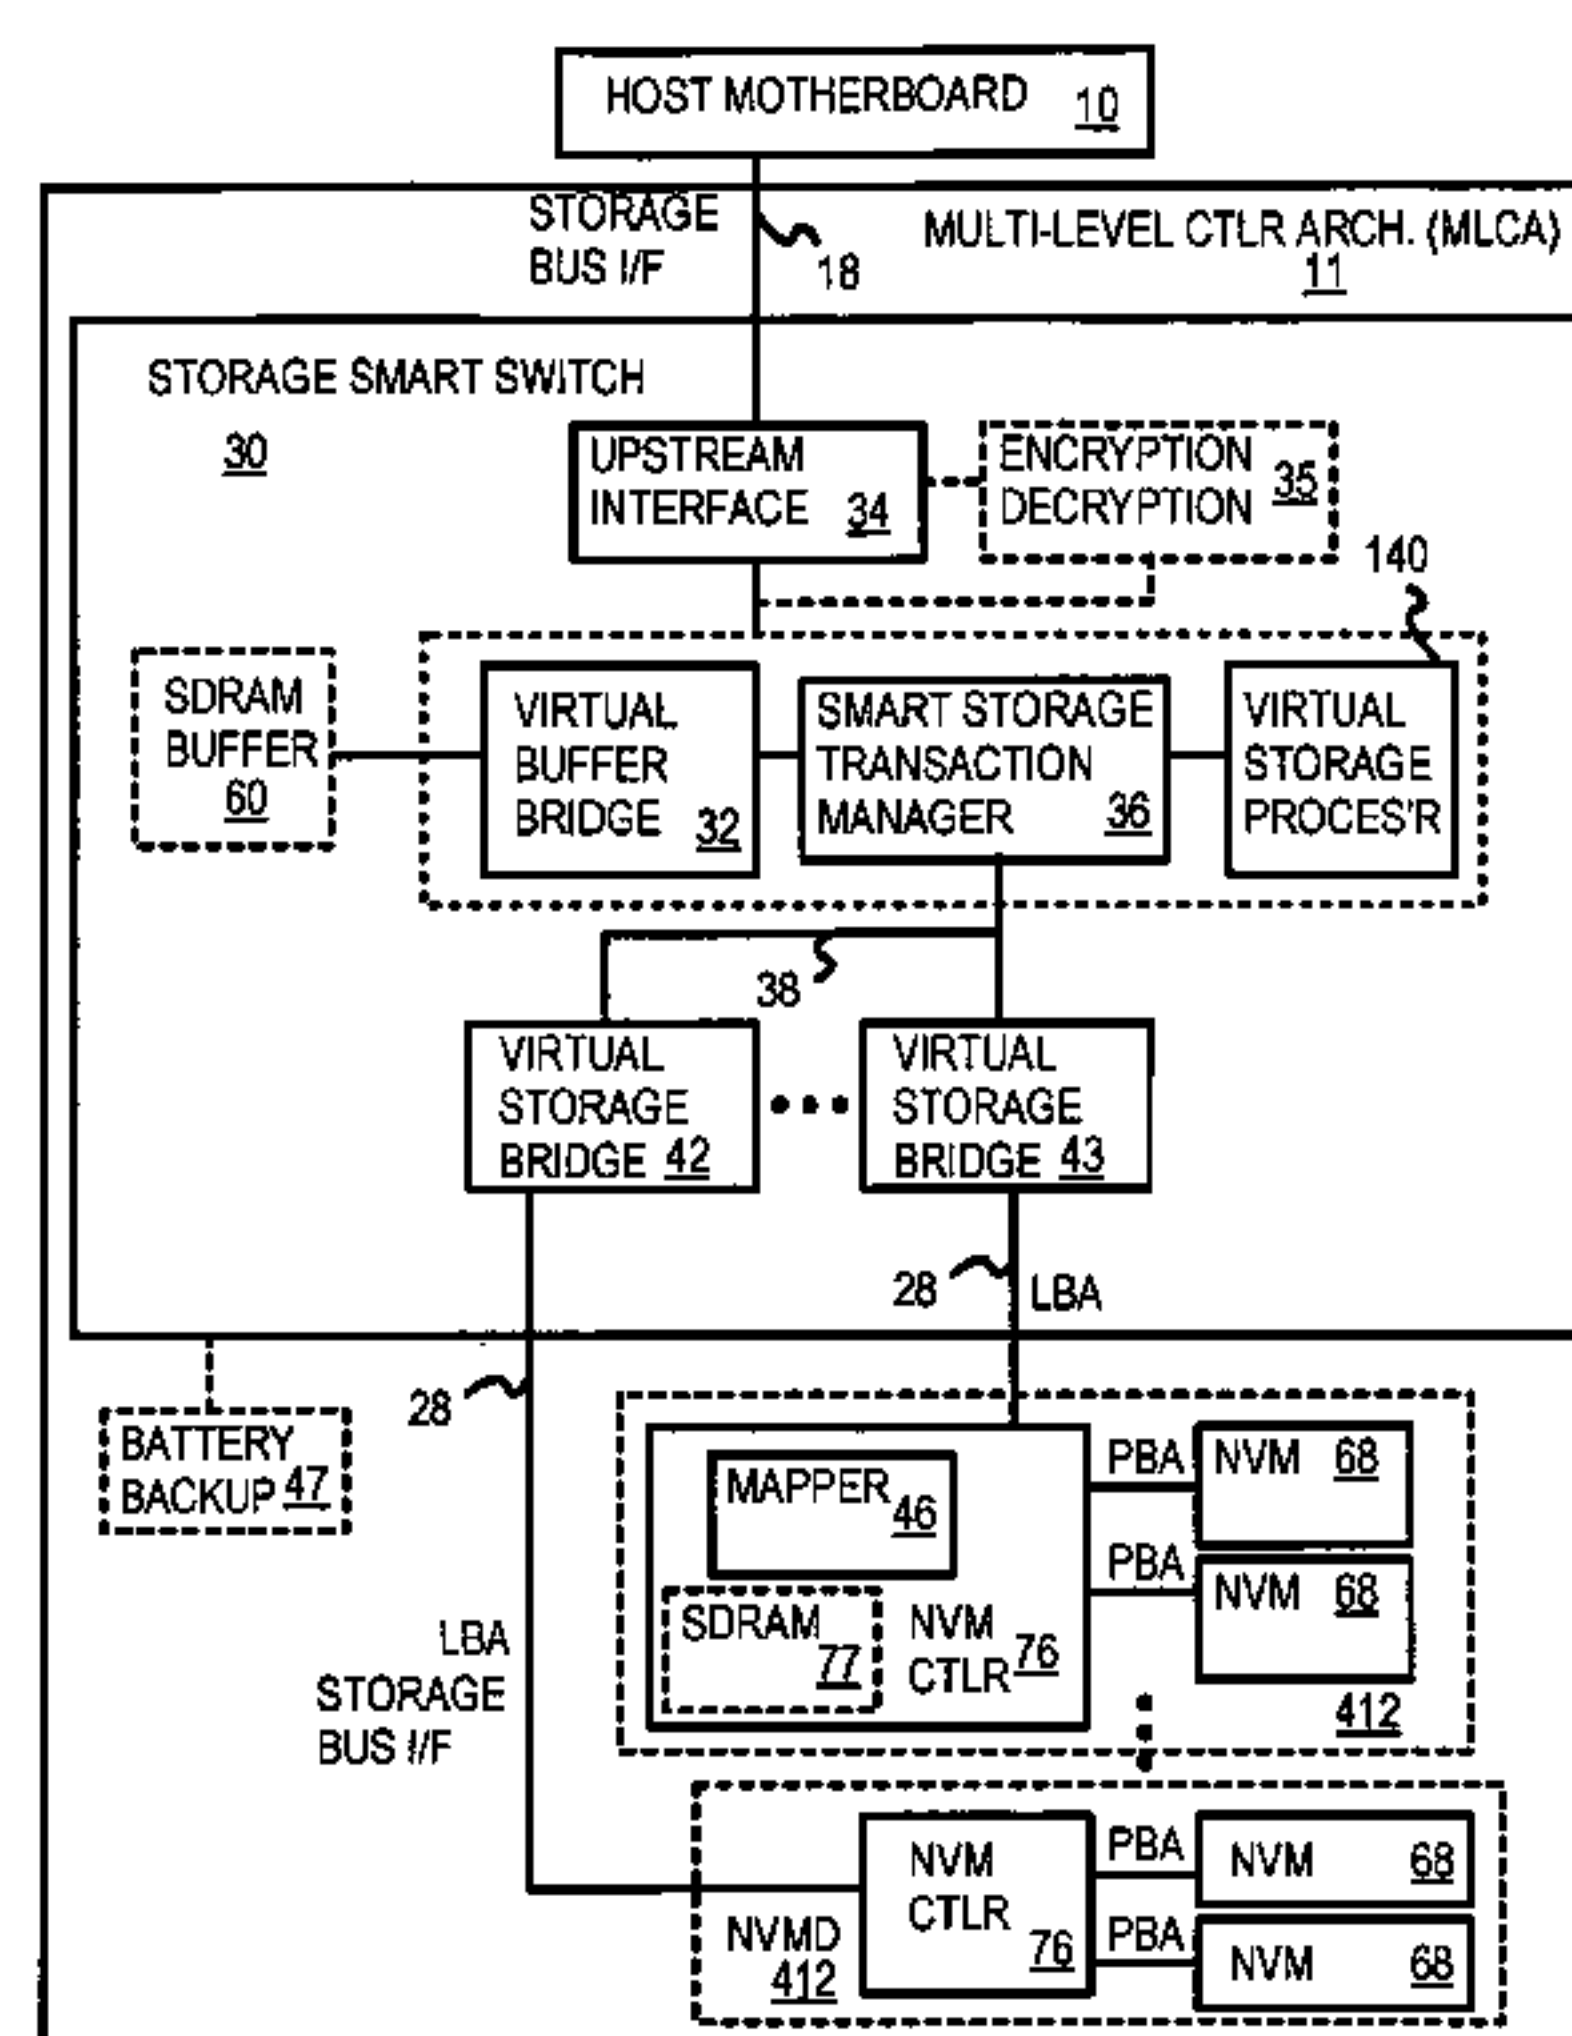 HOST MOTHERBOARD 10
STORAGE
BUS I/F
18
MULTI-LEVEL CTLR ARCH. (MLCA)
11
STORAGE SMART SWITCH
30
UPSTREAM
INTERFACE 34
ENCRYPTION
DECRYPTION 35
140
SDRAM
BUFFER
60
VIRTUAL
BUFFER
BRIDGE 32
SMART STORAGE
TRANSACTION
MANAGER 36
VIRTUAL
STORAGE
PROCES'R
38
VIRTUAL
STORAGE
BRIDGE 42
VIRTUAL
STORAGE
BRIDGE 43
28
LBA
28
BATTERY
BACKUP 47
MAPPER
46
SDRAM
77
NVM
CTLR 76
PBA
NVM 68
PBA
NVM 68
412
LBA
STORAGE
BUS I/F
NVMD
412
NVM
CTLR
76
PBA
NVM 68
PBA
NVM 68